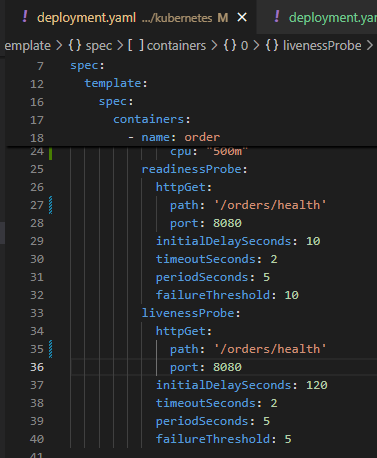 ! deployment.yaml .../kubernetes M × ! deployment.ya
emplate > {} spec > [ ] containers > {} 0 > {} livenessProbe >
7 spec:
12 template:
16 spec:
17 containers:
18 - name: order
24 cpu: "500m"
25 readinessProbe:
26 httpGet:
27 path: '/orders/health'
28 port: 8080
29 initialDelaySeconds: 10
30 timeoutSeconds: 2
31 periodSeconds: 5
32 failureThreshold: 10
33 livenessProbe:
34 httpGet:
35 path: '/orders/health'
36 port: 8080
37 initialDelaySeconds: 120
38 timeoutSeconds: 2
39 periodSeconds: 5
40 failureThreshold: 5